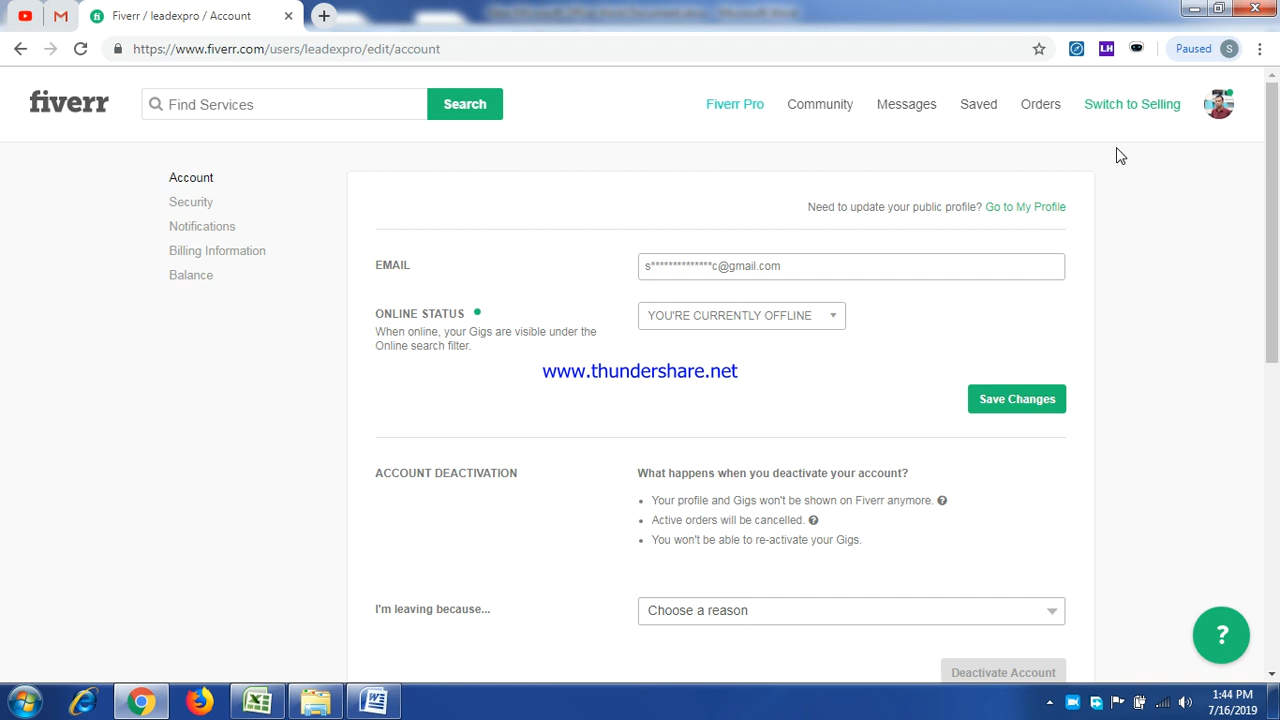 Fiverr / leadexpro / Account
https://www.fiverr.com/users/leadexpro/edit/account
LH
Paused
S
fiverr
Find Services
Search
Fiverr Pro
Community
Messages
Saved
Orders
Switch to Selling
Account
Security
Notifications
Billing Information
Balance
Need to update your public profile? Go to My Profile
EMAIL
s**************c@gmail.com
ONLINE STATUS
YOU'RE CURRENTLY OFFLINE
When online, your Gigs are visible under the
Online search filter.
www.thundershare.net
Save Changes
ACCOUNT DEACTIVATION
What happens when you deactivate your account?
Your profile and Gigs won't be shown on Fiverr anymore.
Active orders will be cancelled.
You won't be able to re-activate your Gigs.
I'm leaving because...
Choose a reason
?
Deactivate Account
1:44 PM
7/16/2019